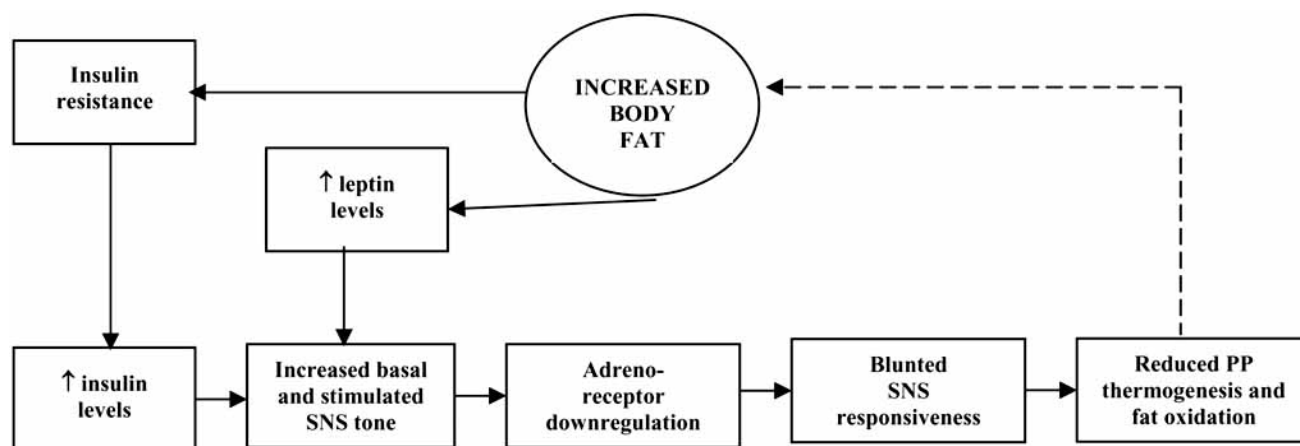 Insulin
resistance
INCREASED
BODY
FAT
↑ leptin
levels
↑ insulin
levels
Increased basal
and stimulated
SNS tone
Adreno-
receptor
downregulation
Blunted
SNS
responsiveness
Reduced PP
thermogenesis and
fat oxidation